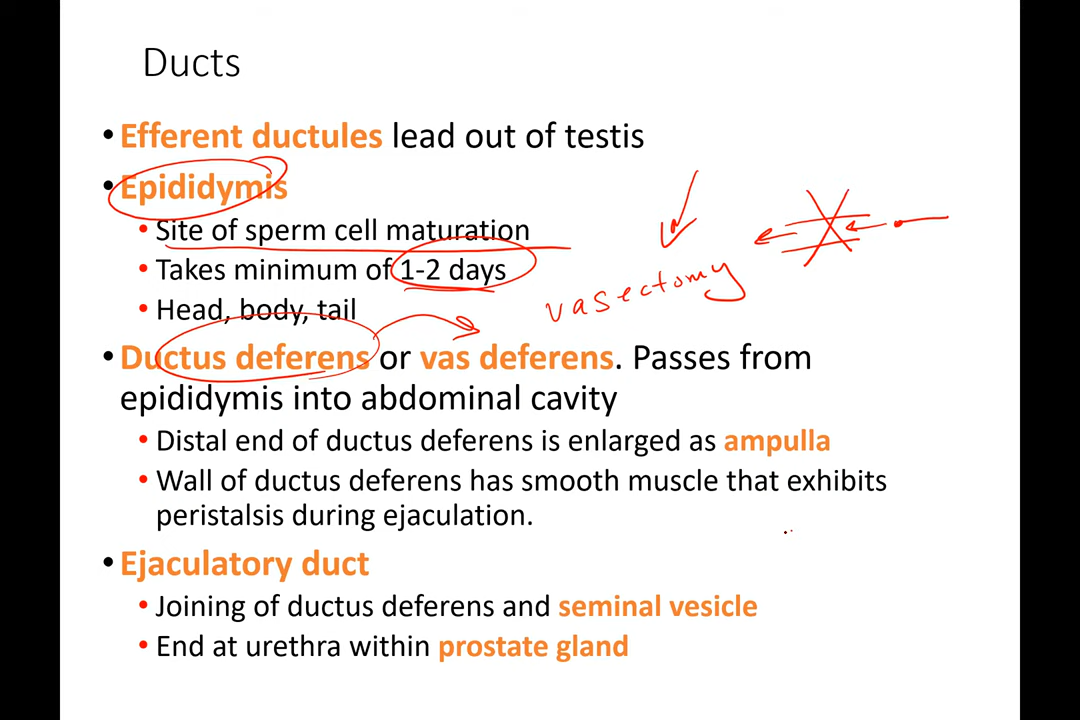 Ducts
• Efferent ductules lead out of testis
• Epididymis
• Site of sperm cell maturation
• Takes minimum of 1-2 days
• Head, body, tail
vasectomy
• Ductus deferens or vas deferens. Passes from
epididymis into abdominal cavity
• Distal end of ductus deferens is enlarged as ampulla
• Wall of ductus deferens has smooth muscle that exhibits
peristalsis during ejaculation.
• Ejaculatory duct
• Joining of ductus deferens and seminal vesicle
• End at urethra within prostate gland